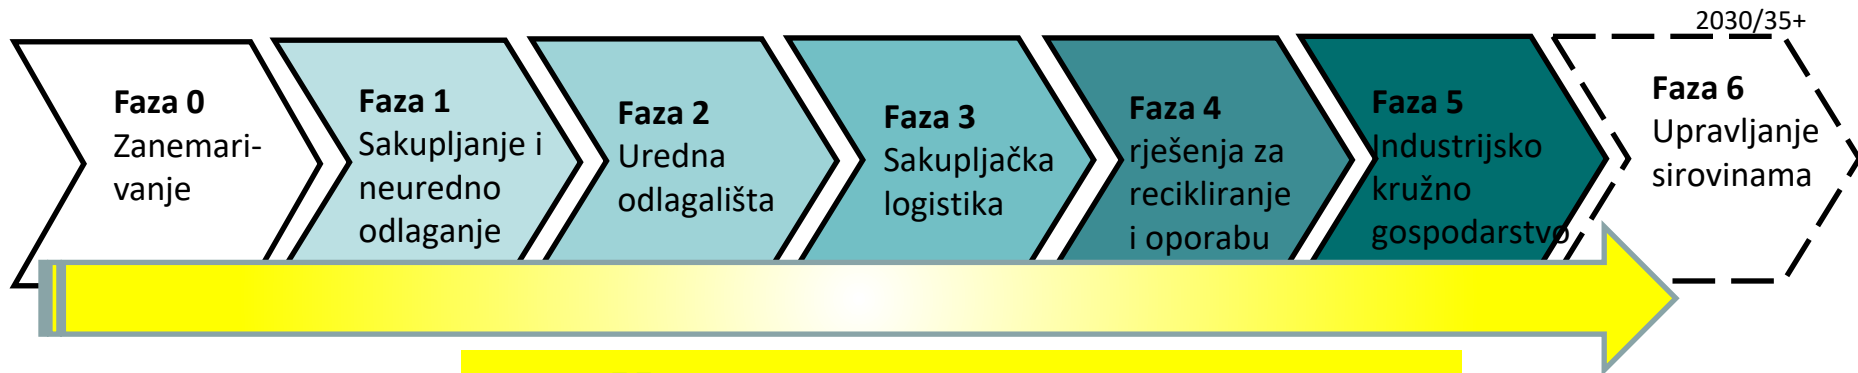 2030/35+
Faza 0
Zanemari-
vanje
Faza 1
Sakupljanje i
neuredno
odlaganje
Faza 2
Uredna
odlagališta
Faza 3
Sakupljačka
logistika
Faza 4
rješenja za
recikliranje
i oporabu
Faza 5
Industrijsko
kružno
gospodarstvo
Faza 6
Upravljanje
sirovinama